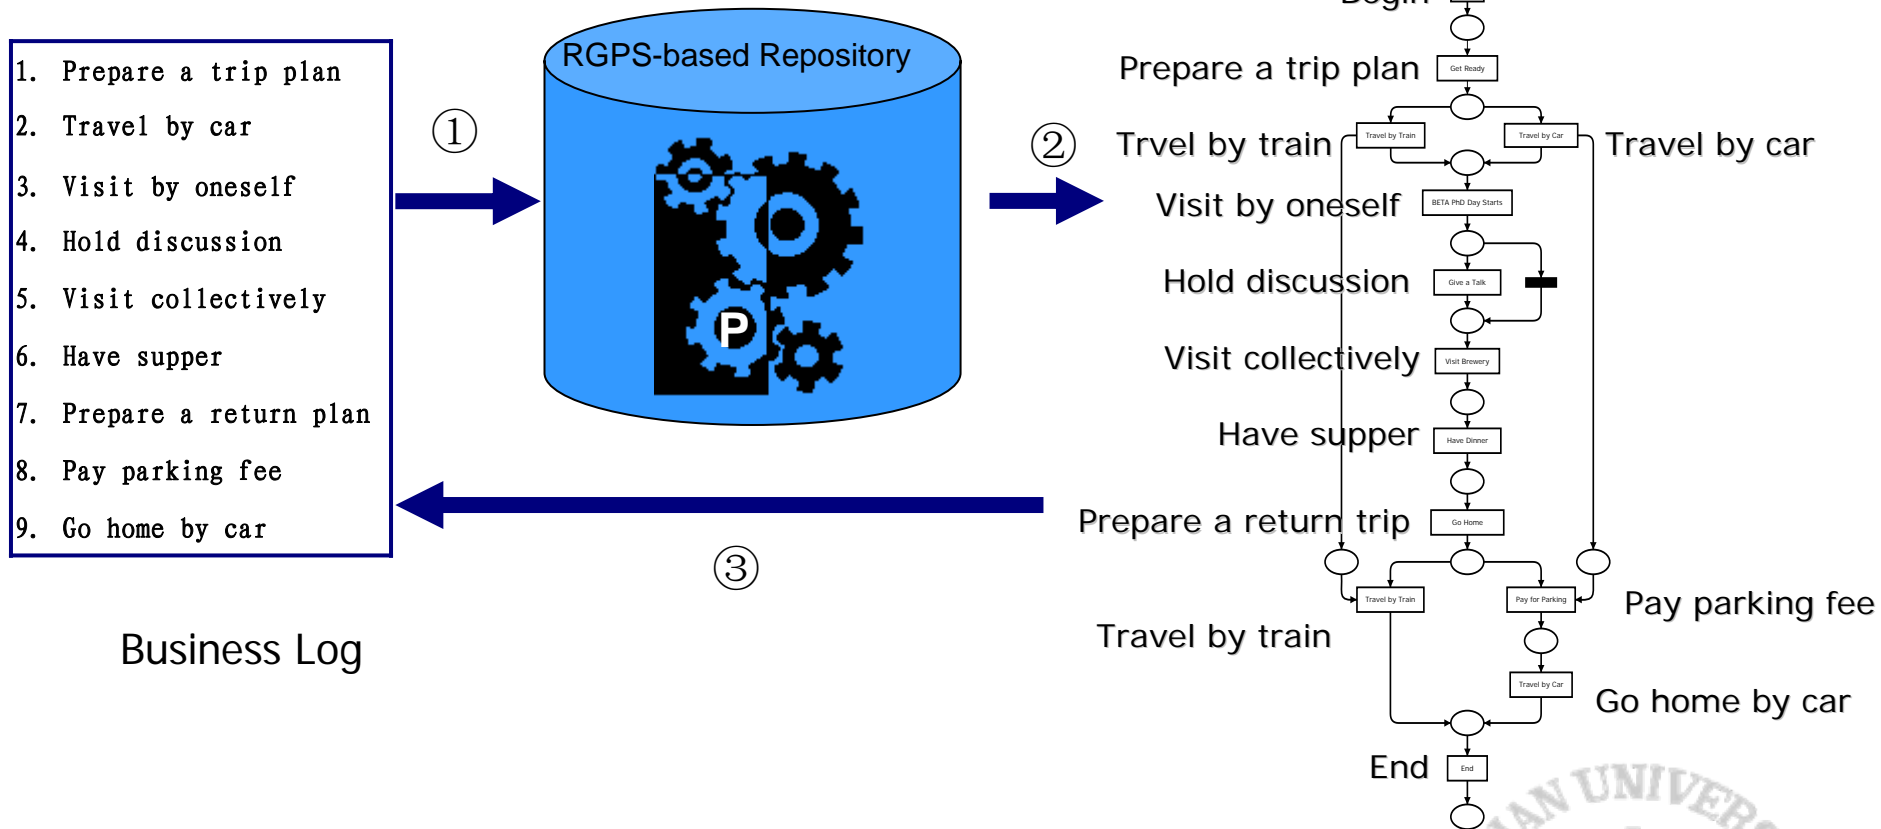 1. Prepare a trip plan
2. Travel by car
3. Visit by oneself
4. Hold discussion
5. Visit collectively
6. Have supper
7. Prepare a return plan
8. Pay parking fee
9. Go home by car
Business Log
①
RGPS-based Repository
P
②
③
Begin
Prepare a trip plan
Get Ready
Trvel by train
Travel by Train
Travel by Car
Travel by car
Visit by oneself
BETA PhD Day Starts
Hold discussion
Give a Talk
Visit collectively
Visit Brewery
Have supper
Have Dinner
Prepare a return trip
Go Home
Travel by Train
Pay for Parking
Pay parking fee
Travel by train
Travel by Car
Go home by car
End
End